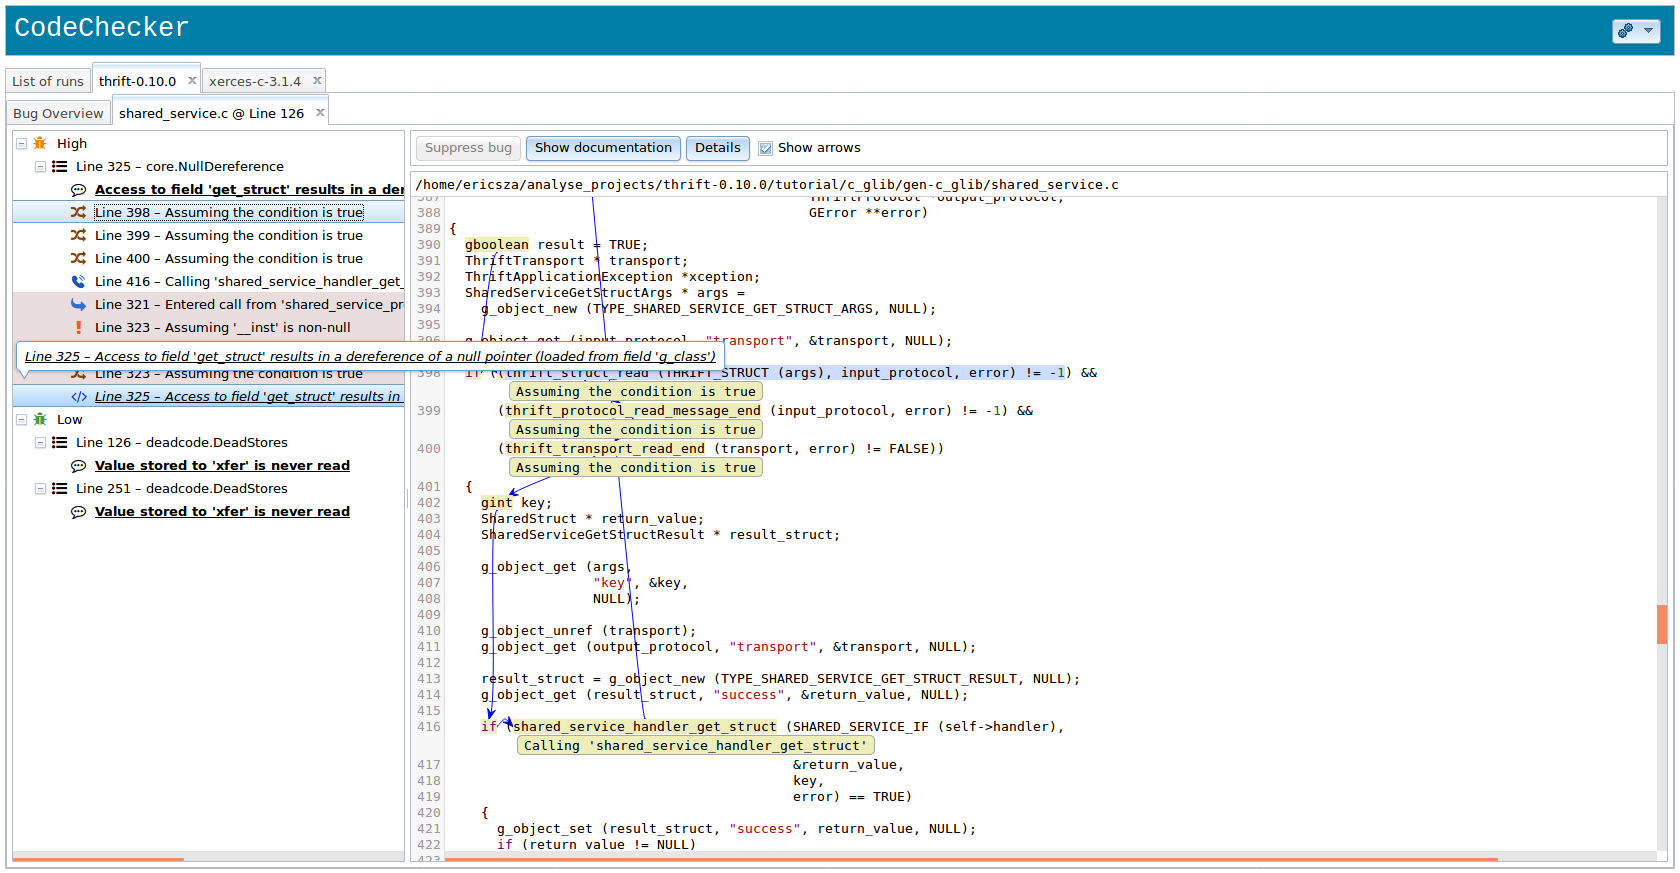 CodeChecker
List of runs
thrift-0.10.0
xerces-c-3.1.4
Bug Overview
shared_service.c @ Line 126
High
Line 325 – core.NullDereference
Access to field 'get_struct' results in a der
Line 398 – Assuming the condition is true
Line 399 – Assuming the condition is true
Line 400 – Assuming the condition is true
Line 416 – Calling 'shared_service_handler_get_
Line 321 – Entered call from 'shared_service_pr
Line 323 – Assuming '__inst' is non-null
Line 325 – Access to field 'get_struct' results in a dereference of a null pointer (loaded from field 'g_class')
Line 323 – Assuming the condition is true
Line 325 – Access to field 'get_struct' results in
Low
Line 126 – deadcode.DeadStores
Value stored to 'xfer' is never read
Line 251 – deadcode.DeadStores
Value stored to 'xfer' is never read
Suppress bug
Show documentation
Details
Show arrows
/home/ericsza/analyse_projects/thrift-0.10.0/tutorial/c_glib/gen-c_glib/shared_service.c
387 ThriftProtocol *output_protocol,
388 GError **error)
389 {
390 gboolean result = TRUE;
391 ThriftTransport * transport;
392 ThriftApplicationException *xception;
393 SharedServiceGetStructArgs * args =
394 g_object_new (TYPE_SHARED_SERVICE_GET_STRUCT_ARGS, NULL);
395
396 g_object_get (input_protocol, "transport", &transport, NULL);
398 if ((thrift_struct_read (THRIFT_STRUCT (args), input_protocol, error) != -1) &&
Assuming the condition is true
399 (thrift_protocol_read_message_end (input_protocol, error) != -1) &&
Assuming the condition is true
400 (thrift_transport_read_end (transport, error) != FALSE))
Assuming the condition is true
401 {
402 gint key;
403 SharedStruct * return_value;
404 SharedServiceGetStructResult * result_struct;
405
406 g_object_get (args,
407 "key", &key,
408 NULL);
409
410 g_object_unref (transport);
411 g_object_get (output_protocol, "transport", &transport, NULL);
412
413 result_struct = g_object_new (TYPE_SHARED_SERVICE_GET_STRUCT_RESULT, NULL);
414 g_object_get (result_struct, "success", &return_value, NULL);
415
416 if (shared_service_handler_get_struct (SHARED_SERVICE_IF (self->handler),
Calling 'shared_service_handler_get_struct'
417 &return_value,
418 key,
419 error) == TRUE)
420 {
421 g_object_set (result_struct, "success", return_value, NULL);
422 if (return_value != NULL)
423